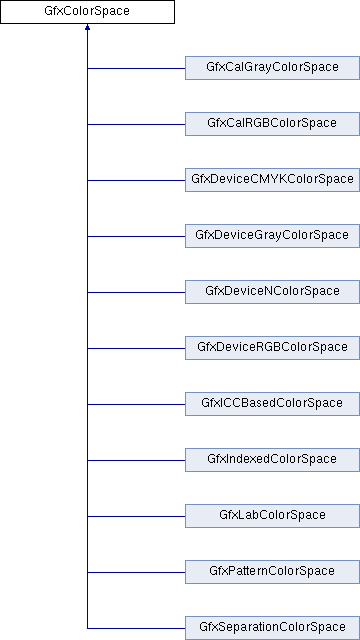 GfxColorSpace
GfxCalGrayColorSpace
GfxCalRGBColorSpace
GfxDeviceCMYKColorSpace
GfxDeviceGrayColorSpace
GfxDeviceNColorSpace
GfxDeviceRGBColorSpace
GfxICCBasedColorSpace
GfxIndexedColorSpace
GfxLabColorSpace
GfxPatternColorSpace
GfxSeparationColorSpace